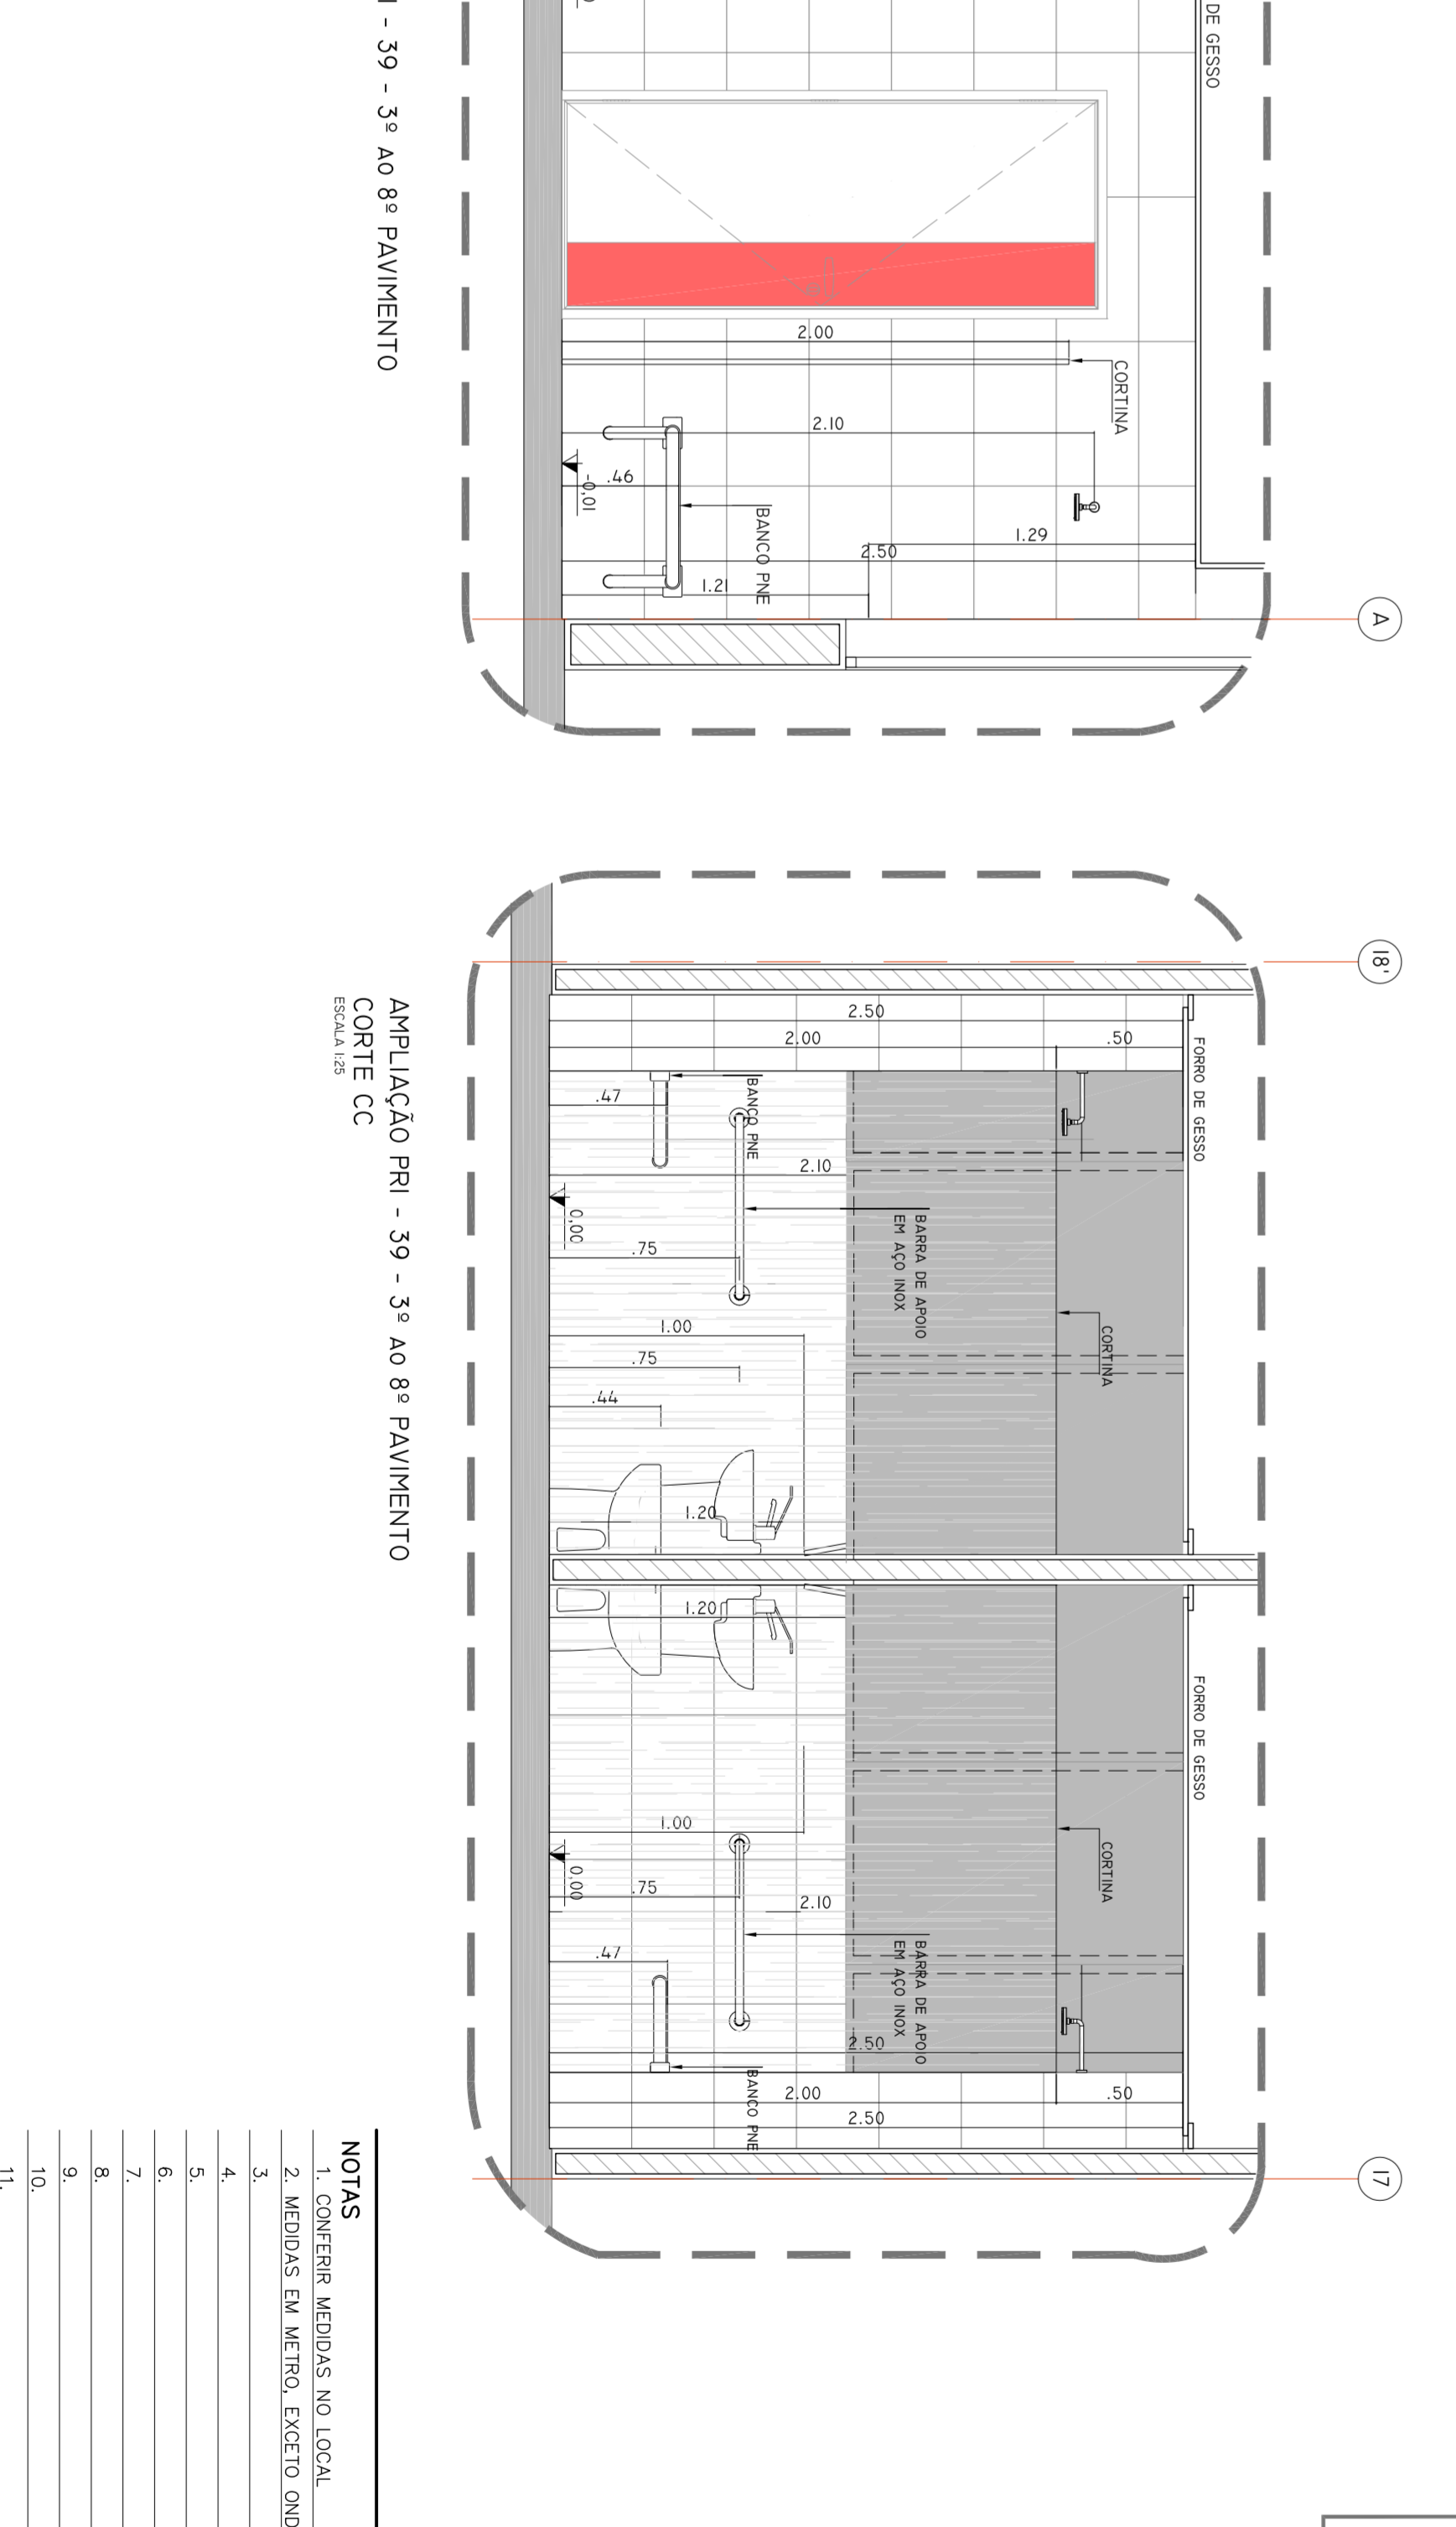 DE GESSO
CORTINA
2.00
2.10
.46
-0,01
BANCO PNE
1.29
2.50
1.21
A
- 39 - 3º AO 8º PAVIMENTO
18'
2.50
2.00
.50
FORRO DE GESSO
.47
BANCO PNE
2.10
0,00
.75
BARRA DE APOIO
EM AÇO INOX
CORTINA
1.00
.75
.44
1.20
1.20
FORRO DE GESSO
1.00
CORTINA
0,00
.75
2.10
BARRA DE APOIO
EM AÇO INOX
.47
2.50
BANCO PNE
2.00
.50
2.50
17
AMPLIAÇÃO PRI - 39 - 3º AO 8º PAVIMENTO
CORTE CC
ESCALA 1:25
NOTAS
1. CONFERIR MEDIDAS NO LOCAL
2. MEDIDAS EM METRO, EXCETO OND
3.
4.
5.
6.
7.
8.
9.
10.
11.